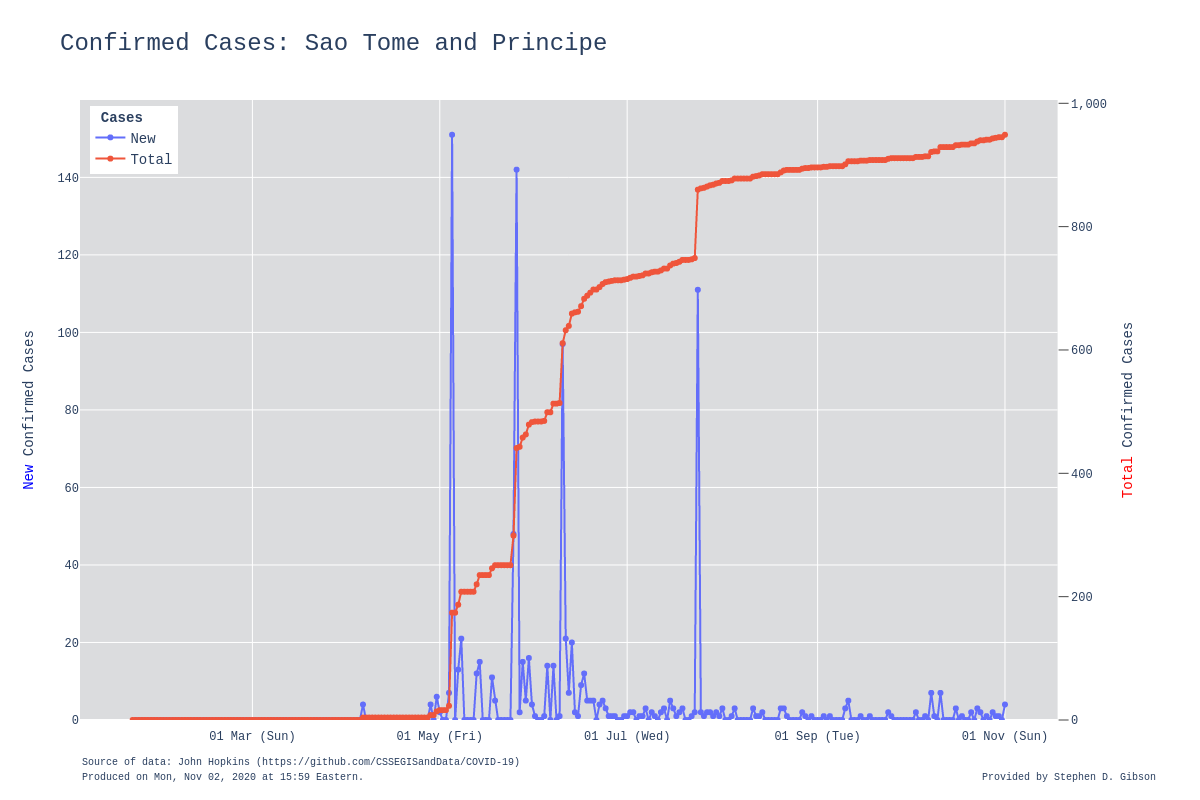 Confirmed Cases: Sao Tome and Principe
Cases
New
Total
140
120
100
80
60
40
20
0
1,000
800
600
400
200
0
New Confirmed Cases
Total Confirmed Cases
01 Mar (Sun)
01 May (Fri)
01 Jul (Wed)
01 Sep (Tue)
01 Nov (Sun)
Source of data: John Hopkins (https://github.com/CSSEGISandData/COVID-19)
Produced on Mon, Nov 02, 2020 at 15:59 Eastern.
Provided by Stephen D. Gibson